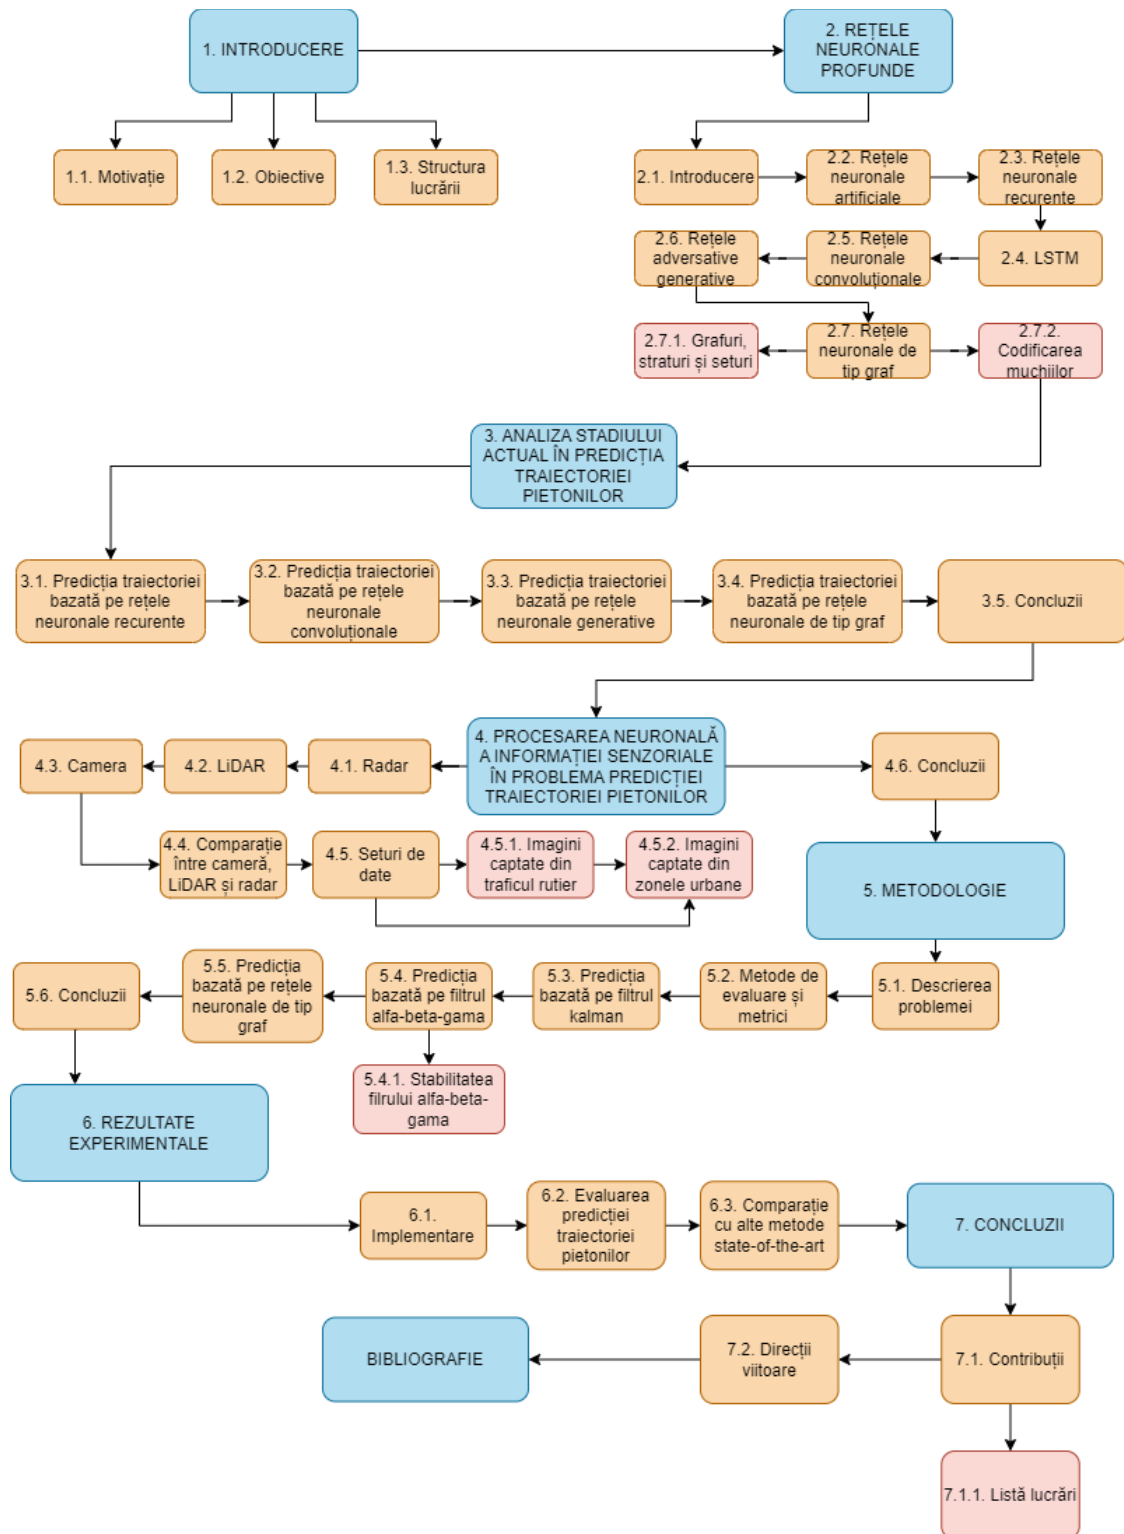 1. INTRODUCERE
2. REȚELE
NEURONALE
PROFUNDE
1.1. Motivație
1.2. Obiective
1.3. Structura
lucrării
2.1. Introducere
2.2. Rețele
neuronale
artificiale
2.3. Rețele
neuronale
recurente
2.6. Rețele
adversative
generative
2.5. Rețele
neuronale
convoluționale
2.4. LSTM
2.7.1. Grafuri,
straturi și seturi
2.7. Rețele
neuronale de
tip graf
2.7.2.
Codificarea
muchiilor
3. ANALIZA STADIULUI
ACTUAL ÎN PREDICȚIA
TRAIECTORIEI
PIETONILOR
3.1. Predicția traiectoriei
bazată pe rețele
neuronale recurente
3.2. Predicția traiectoriei
bazată pe rețele
neuronale
convoluționale
3.3. Predicția traiectoriei
bazată pe rețele
neuronale generative
3.4. Predicția traiectoriei
bazată pe rețele
neuronale de tip graf
3.5. Concluzii
4.3. Camera
4.2. LiDAR
4.1. Radar
4. PROCESAREA NEURONALĂ
A INFORMAȚIEI SENZORIALE
ÎN PROBLEMA PREDICȚIEI
TRAIECTORIEI PIETONILOR
4.6. Concluzii
4.4. Comparație
între cameră,
LiDAR și radar
4.5. Seturi de
date
4.5.1. Imagini
captate din
traficul rutier
4.5.2. Imagini
captate din
zonele urbane
5. METODOLOGIE
5.6. Concluzii
5.5. Predicția
bazată pe rețele
neuronale de tip
graf
5.4. Predicția
bazată pe filtrul
alfa-beta-gama
5.3. Predicția
bazată pe filtrul
kalman
5.2. Metode de
evaluare și
metrici
5.1. Descrierea
problemei
5.4.1. Stabilitatea
filrului alfa-beta-
gama
6. REZULTATE
EXPERIMENTALE
6.1.
Implementare
6.2. Evaluarea
predicției
traiectoriei
pietonilor
6.3. Comparație
cu alte metode
state-of-the-art
7. CONCLUZII
BIBLIOGRAFIE
7.2. Direcții
viitoare
7.1. Contribuții
7.1.1. Listă lucrări